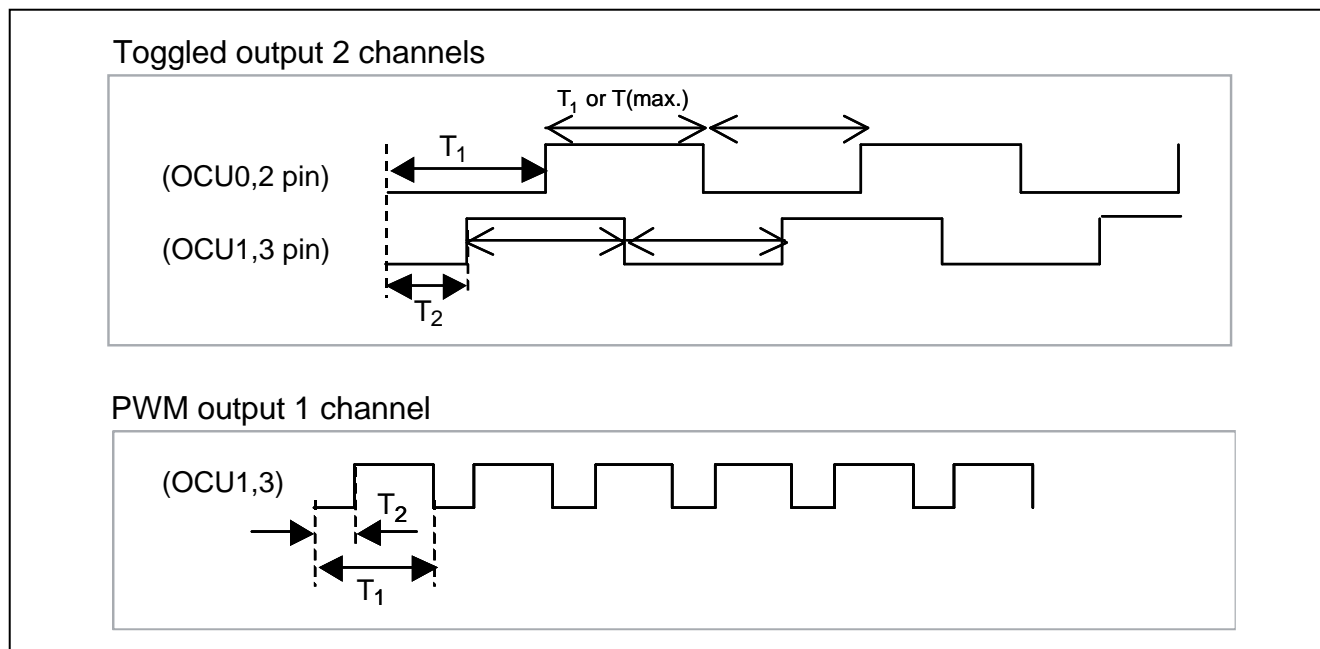 Toggled output 2 channels
T₁ or T(max.)
T₁
(OCU0,2 pin)
(OCU1,3 pin)
T₂
PWM output 1 channel
(OCU1,3)
T₂
T₁